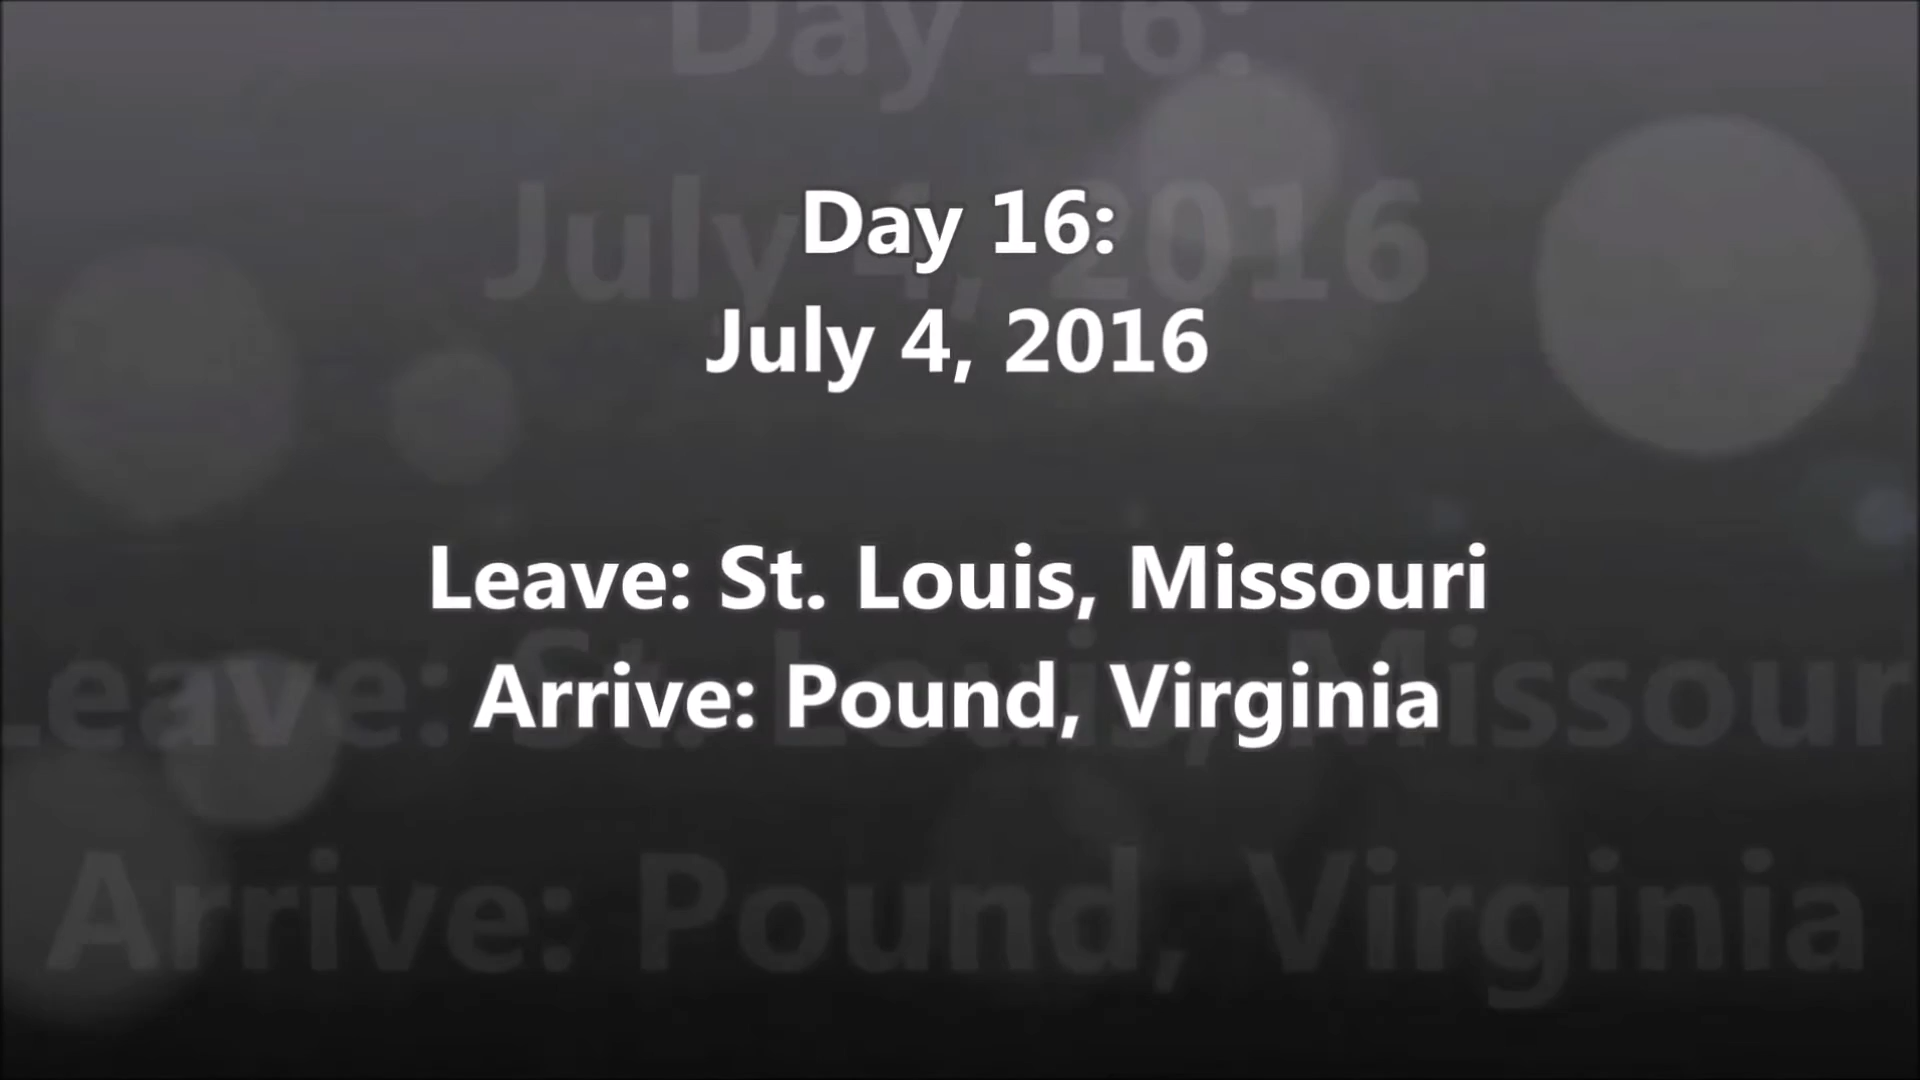 Day 16:
July 4, 2016
Leave: St. Louis, Missouri
Arrive: Pound, Virginia